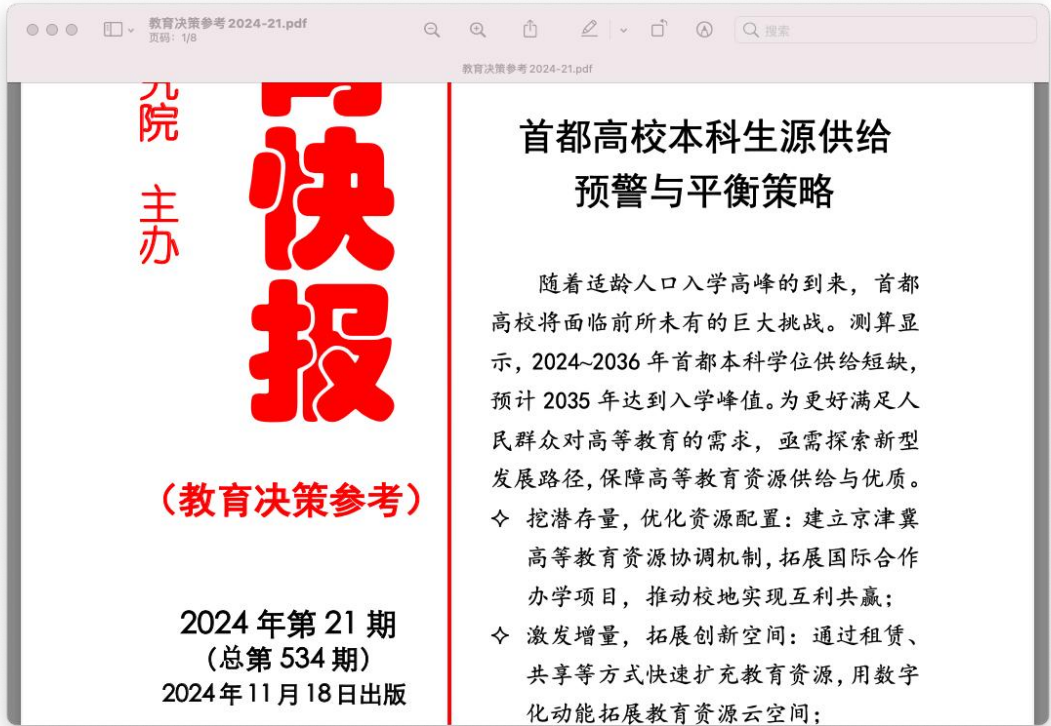 教育决策参考2024-21.pdf
页码：1/8
搜索
教育决策参考2024-21.pdf
究院 主办
育快报
（教育决策参考）
2024年第21期
（总第534期）
2024年11月18日出版
首都高校本科生源供给
预警与平衡策略
随着适龄人口入学高峰的到来，首都
高校将面临前所未有的巨大挑战。测算显
示，2024~2036年首都本科学位供给短缺，
预计2035年达到入学峰值。为更好满足人
民群众对高等教育的需求，亟需探索新型
发展路径，保障高等教育资源供给与优质。
✧ 挖潜存量，优化资源配置：建立京津冀
高等教育资源协调机制，拓展国际合作
办学项目，推动校地实现互利共赢；
✧ 激发增量，拓展创新空间：通过租赁、
共享等方式快速扩充教育资源，用数字
化动能拓展教育资源云空间；